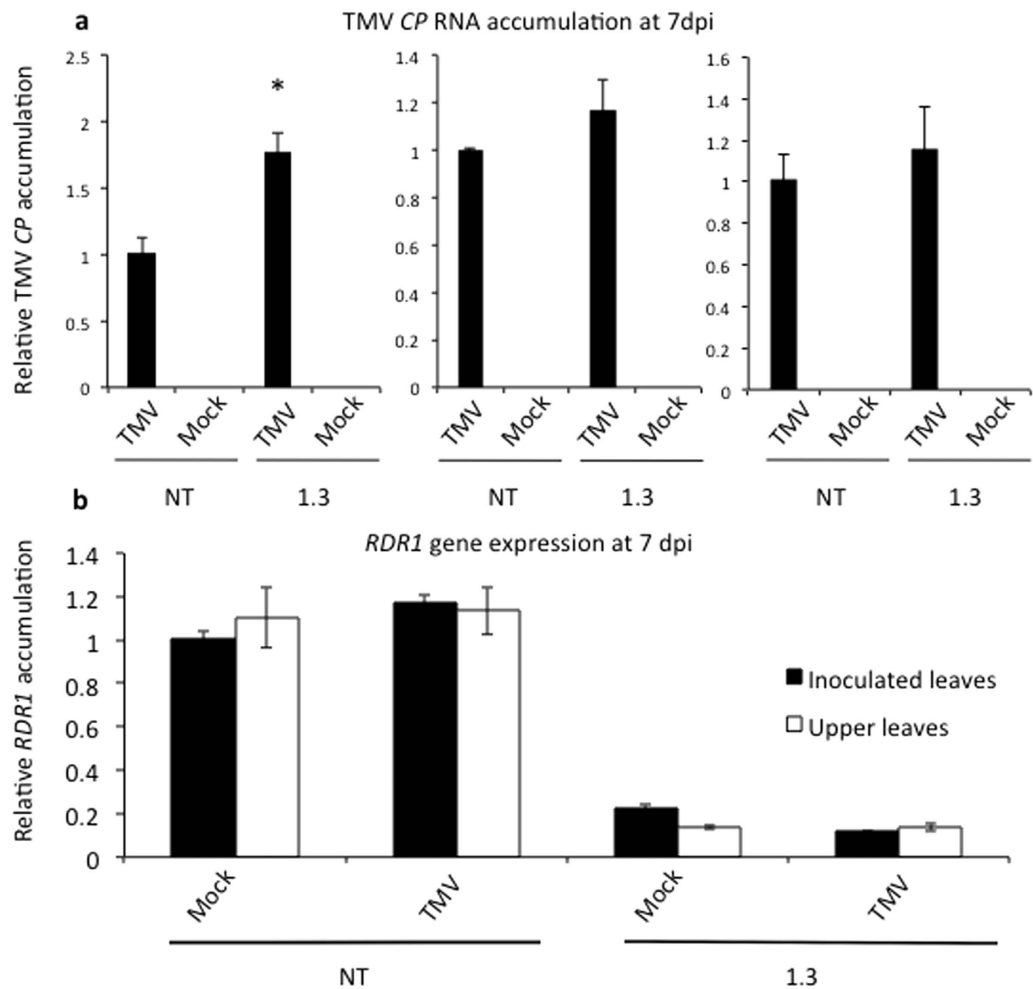 a
TMV CP RNA accumulation at 7dpi
Relative TMV CP accumulation
2.5
2
1.5
1
0.5
0
*
TMV
Mock
TMV
Mock
NT
1.3
1.4
1.2
1
0.8
0.6
0.4
0.2
0
TMV
Mock
TMV
Mock
NT
1.3
1.6
1.4
1.2
1
0.8
0.6
0.4
0.2
0
TMV
Mock
TMV
Mock
NT
1.3
b
RDR1 gene expression at 7 dpi
Relative RDR1 accumulation
1.4
1.2
1
0.8
0.6
0.4
0.2
0
Inoculated leaves
Upper leaves
Mock
TMV
Mock
TMV
NT
1.3